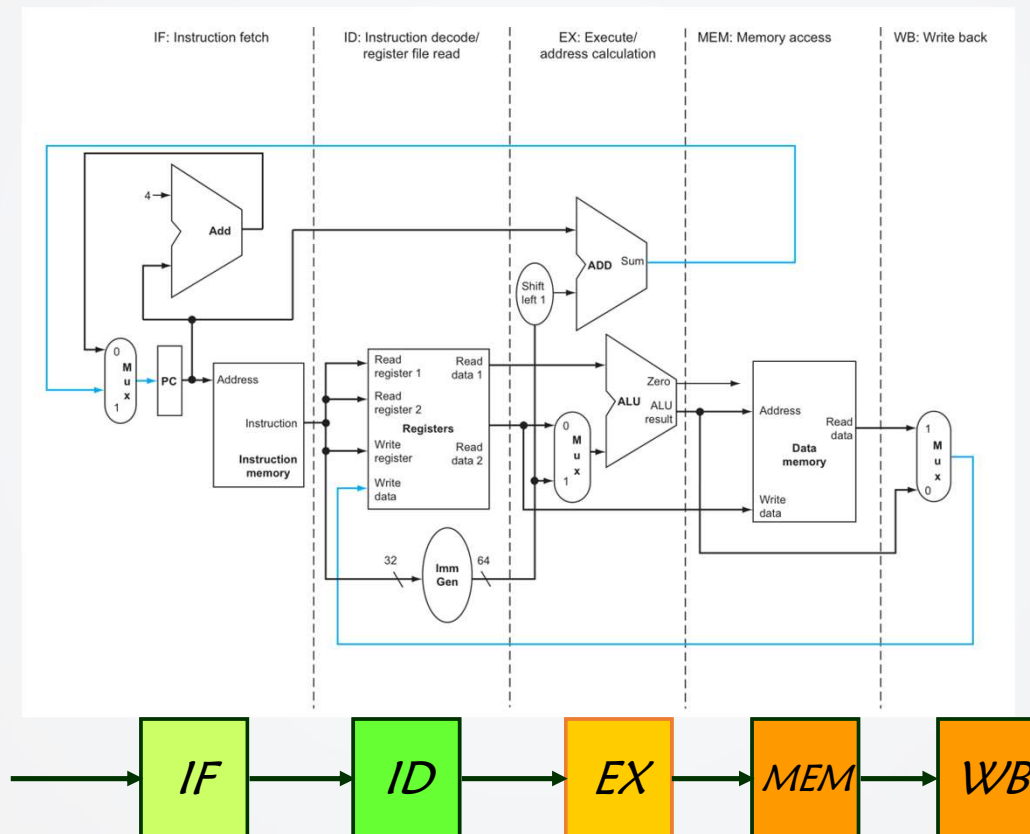 IF: Instruction fetch
ID: Instruction decode/
register file read
EX: Execute/
address calculation
MEM: Memory access
WB: Write back
4
Add
ADD Sum
Shift
left 1
0
M
u
x
1
PC
Address
Instruction
Instruction
memory
Read
register 1
Read
register 2
Write
register
Write
data
Registers
Read
data 1
Read
data 2
32
Imm
Gen
64
0
M
u
x
1
Zero
ALU
ALU
result
Address
Read
data
Data
memory
Write
data
1
M
u
x
0
IF
ID
EX
MEM
WB